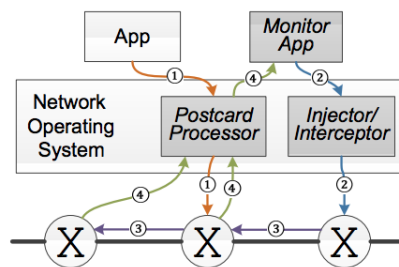 App
Monitor
App
① ④ ②
Network
Operating
System
Postcard
Processor
Injector/
Interceptor
④ ① ④ ②
③ ③
X X X